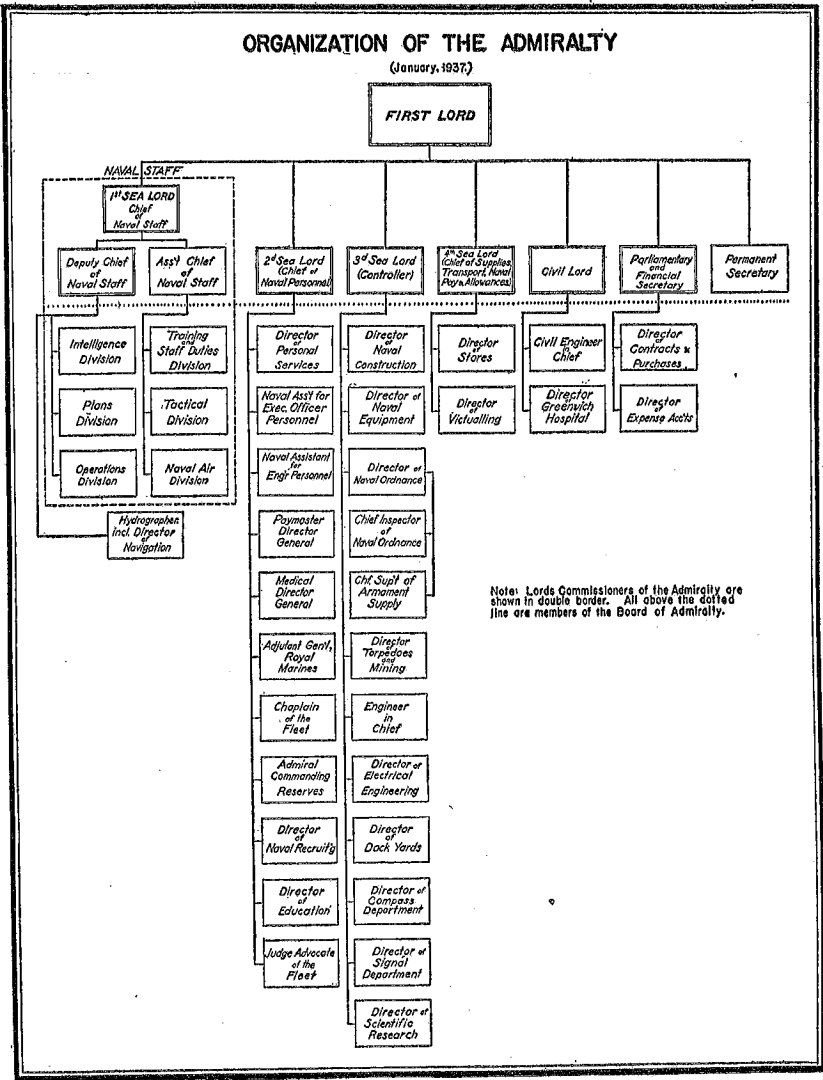 ORGANIZATION OF THE ADMIRALTY
(January, 1937.)
FIRST LORD
NAVAL STAFF
1st SEA LORD
Chief
of
Naval Staff
Deputy Chief
of
Naval Staff
Ass't Chief
of
Naval Staff
2d Sea Lord
(Chief of
Naval Personnel)
3d Sea Lord
(Controller)
4th Sea Lord
(Chief of Supplies,
Transport, Naval
Pay & Allowances)
Civil Lord
Parliamentary
and
Financial
Secretary
Permanent
Secretary
Intelligence
Division
Plans
Division
Operations
Division
Training
and
Staff Duties
Division
Tactical
Division
Naval Air
Division
Hydrographer,
incl. Director
of
Navigation
Director
of
Personal
Services
Naval Ass't for
Exec. Officer
Personnel
Naval Assistant
for
Eng'r Personnel
Paymaster
Director
General
Medical
Director
General
Adjutant Gen'l,
Royal
Marines
Chaplain
of the
Fleet
Admiral
Commanding
Reserves
Director
of
Naval Recruit'g
Director
of
Education
Judge Advocate
of the
Fleet
Director
of
Naval
Construction
Director of
Naval
Equipment
Director of
Naval Ordnance
Chief Inspector
of
Naval Ordnance
Chf. Sup't of
Armament
Supply
Director
of
Torpedoes
and
Mining
Engineer
in
Chief
Director of
Electrical
Engineering
Director
of
Dock Yards
Director of
Compass
Department
Director of
Signal
Department
Director of
Scientific
Research
Director
of
Stores
Director
of
Victualling
Civil Engineer
in
Chief
Director
Greenwich
Hospital
Director
of
Contracts &
Purchases
Director
of
Expense Acc'ts
Note: Lords Commissioners of the Admiralty are
shown in double border. All above the dotted
line are members of the Board of Admiralty.